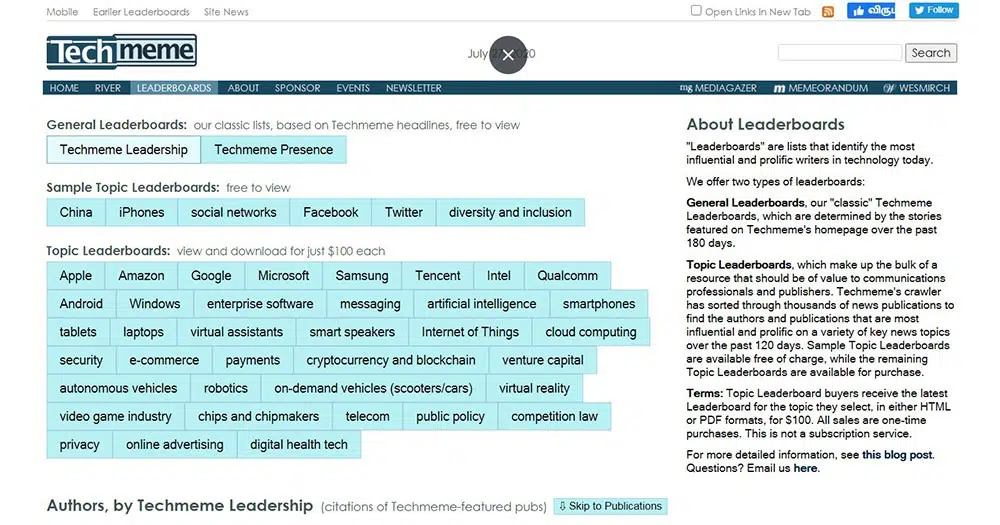 Mobile Earlier Leaderboards Site News Open Links In New Tab விருப் Follow
Techmeme July 2020 Search
HOME RIVER LEADERBOARDS ABOUT SPONSOR EVENTS NEWSLETTER mg MEDIAGAZER m MEMEORANDUM W WESMIRCH
General Leaderboards: our classic lists, based on Techmeme headlines, free to view
Techmeme Leadership Techmeme Presence
Sample Topic Leaderboards: free to view
China iPhones social networks Facebook Twitter diversity and inclusion
Topic Leaderboards: view and download for just $100 each
Apple Amazon Google Microsoft Samsung Tencent Intel Qualcomm
Android Windows enterprise software messaging artificial intelligence smartphones
tablets laptops virtual assistants smart speakers Internet of Things cloud computing
security e-commerce payments cryptocurrency and blockchain venture capital
autonomous vehicles robotics on-demand vehicles (scooters/cars) virtual reality
video game industry chips and chipmakers telecom public policy competition law
privacy online advertising digital health tech
Authors, by Techmeme Leadership (citations of Techmeme-featured pubs) ⇩ Skip to Publications
About Leaderboards
"Leaderboads" are lists that identify the most
influential and prolific writers in technology today.
We offer two types of leaderboards:
General Leaderboards, our "classic" Techmeme
Leaderboards, which are determined by the stories
featured on Techmeme's homepage over the past
180 days.
Topic Leaderboards, which make up the bulk of a
resource that should be of value to communications
professionals and publishers. Techmeme's crawler
has sorted through thousands of news publications to
find the authors and publications that are most
influential and prolific on a variety of key news topics
over the past 120 days. Sample Topic Leaderboards
are available free of charge, while the remaining
Topic Leaderboards are available for purchase.
Terms: Topic Leaderboard buyers receive the latest
Leaderboard for the topic they select, in either HTML
or PDF formats, for $100. All sales are one-time
purchases. This is not a subscription service.
For more detailed information, see this blog post.
Questions? Email us here.